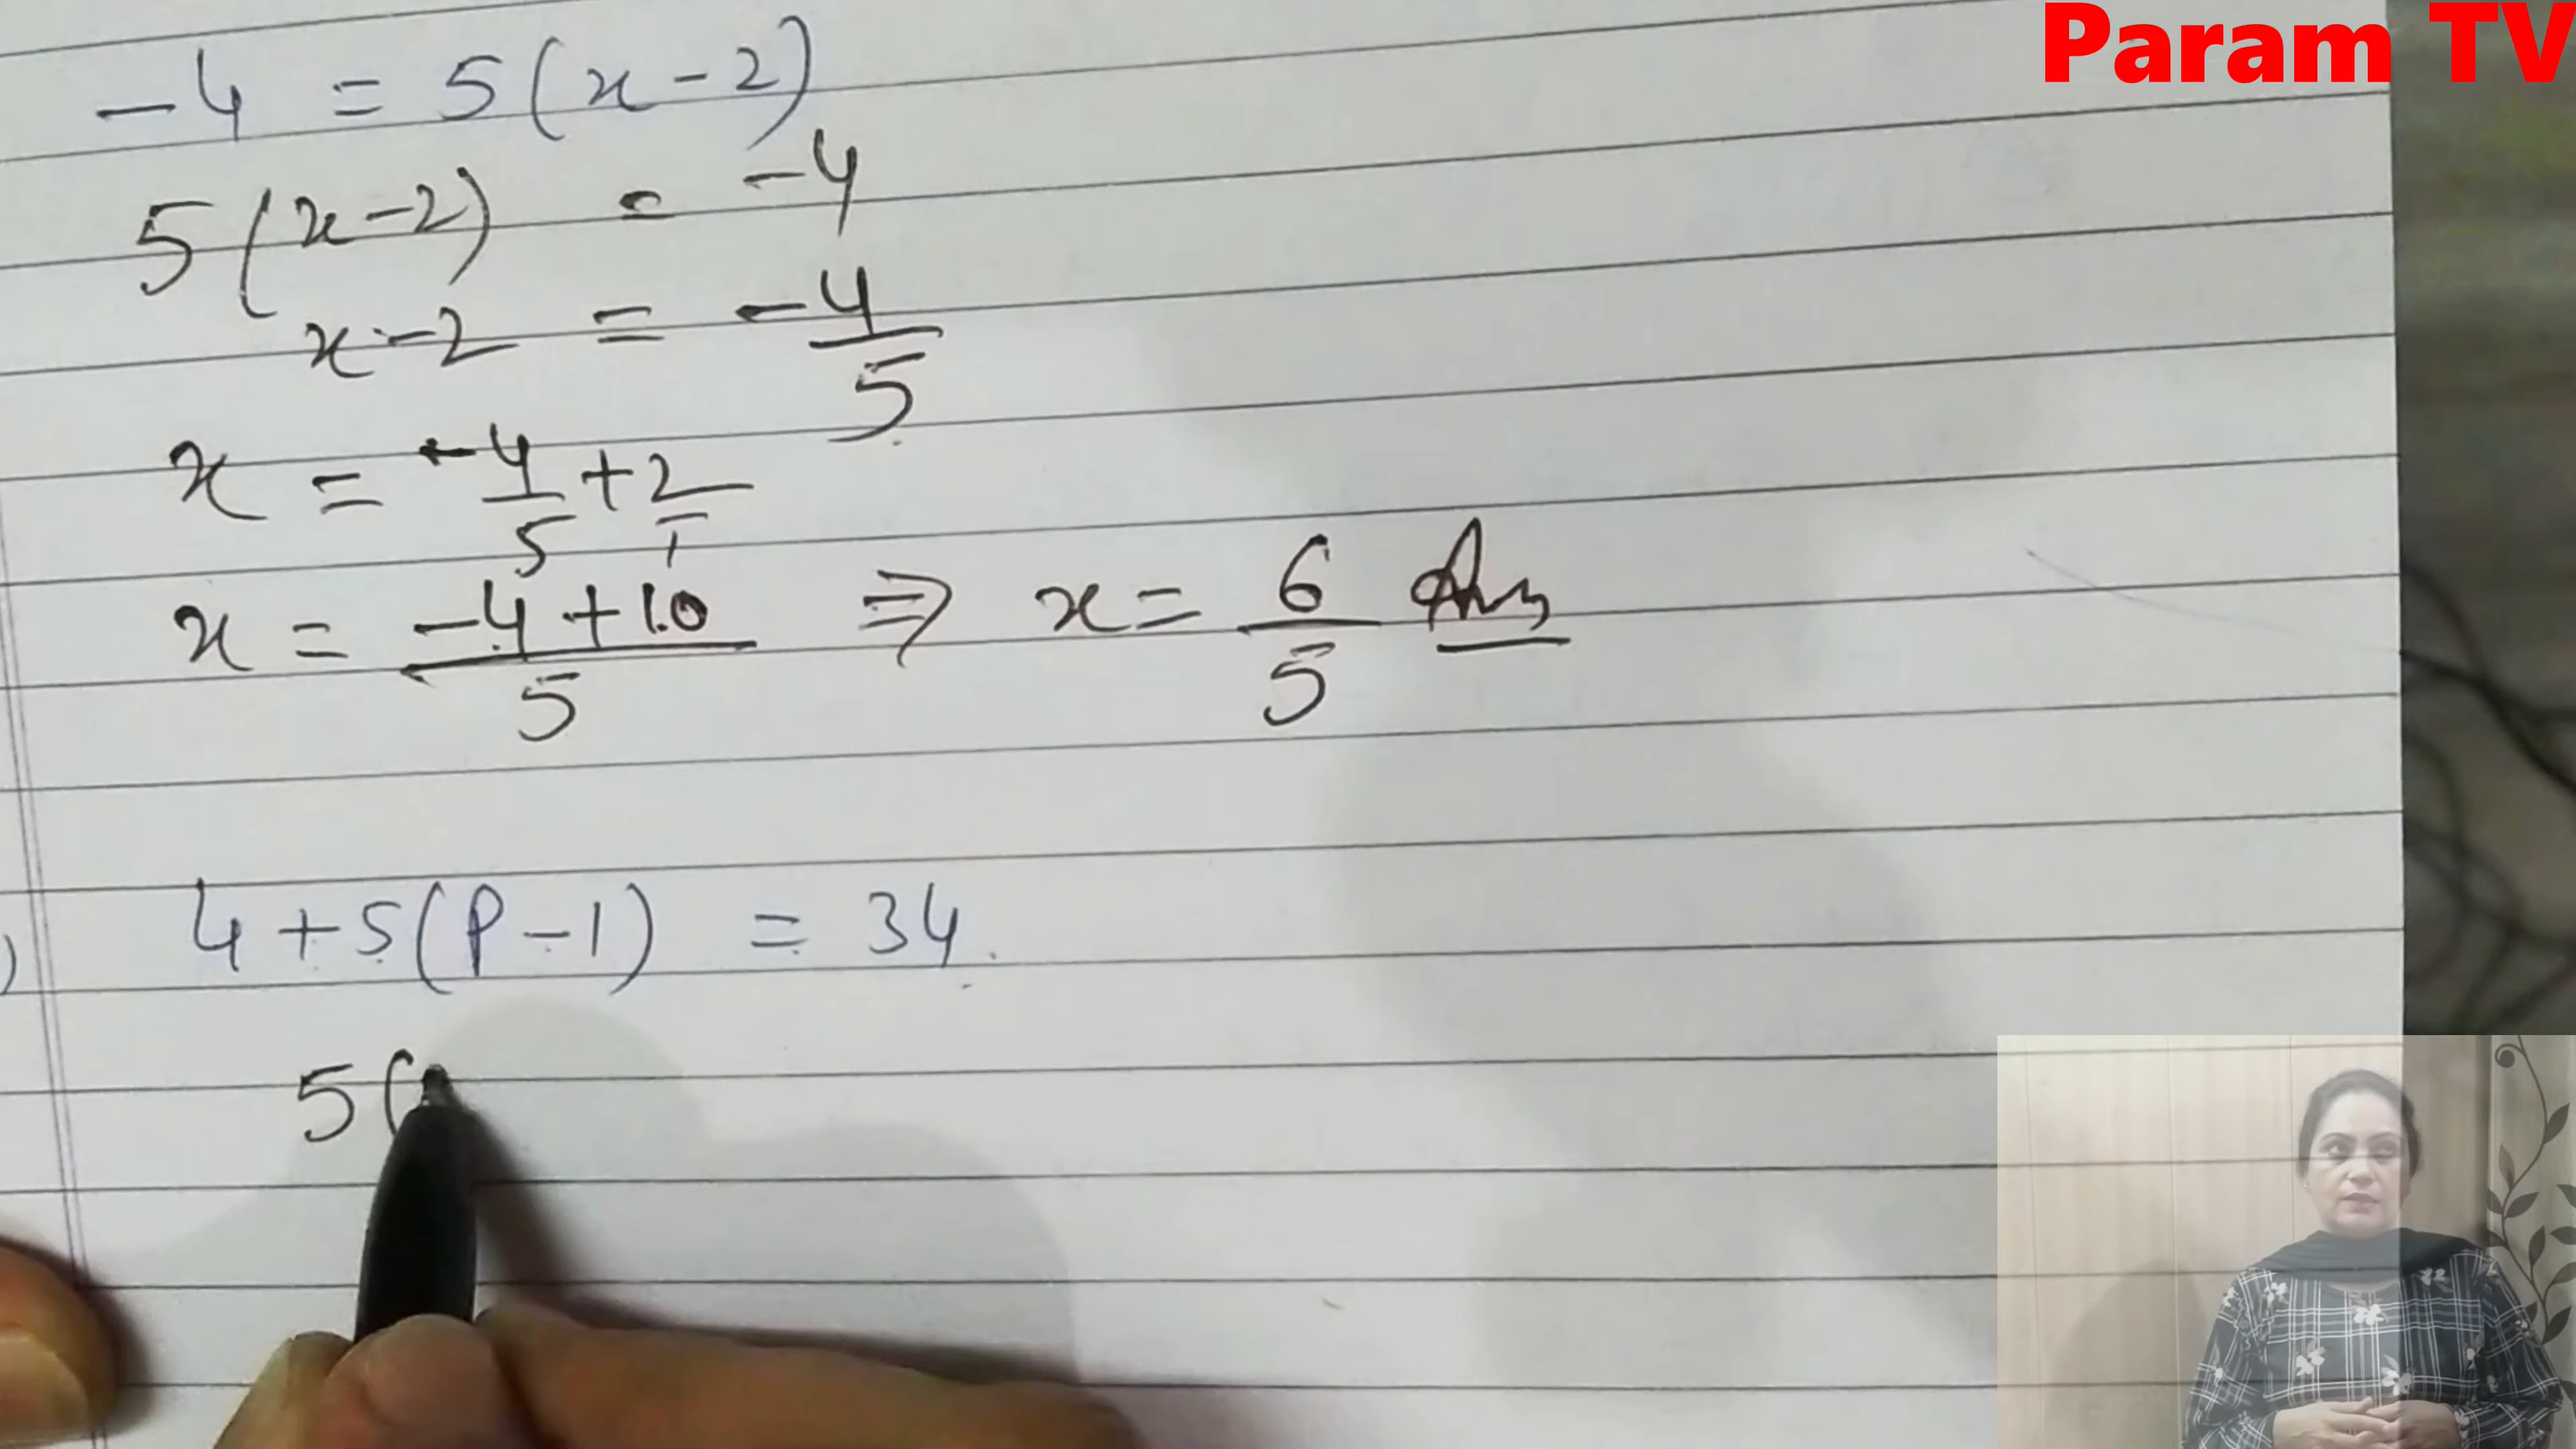 Param TV
-4 = 5(x-2)
5(x-2) = -4
x-2 = -4/5
x = -4/5 + 2/1
x = -4+10/5 ⇒ x = 6/5 Ans
) 4+5(P-1) = 34.
5(